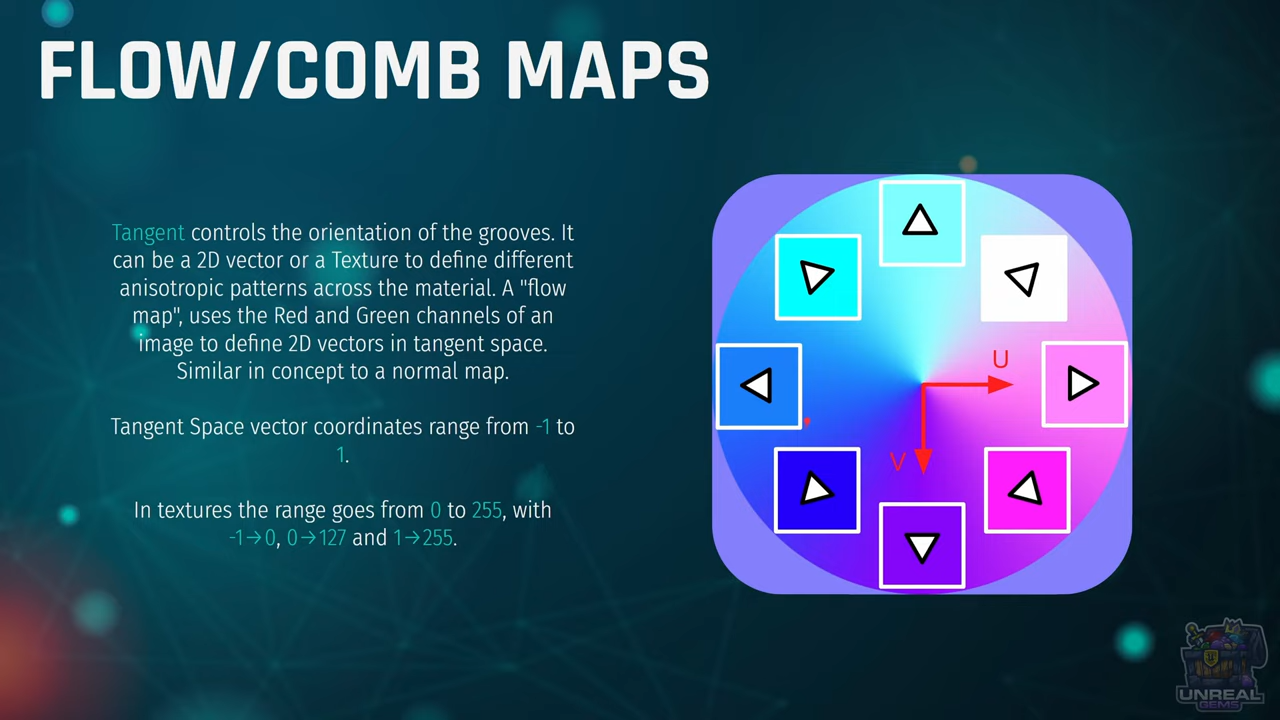 FLOW/COMB MAPS
Tangent controls the orientation of the grooves. It
can be a 2D vector or a Texture to define different
anisotropic patterns across the material. A "flow
map", uses the Red and Green channels of an
image to define 2D vectors in tangent space.
Similar in concept to a normal map.
Tangent Space vector coordinates range from -1 to
1.
In textures the range goes from 0 to 255, with
-1→0, 0→127 and 1→255.
U
V
UNREAL
GEMS